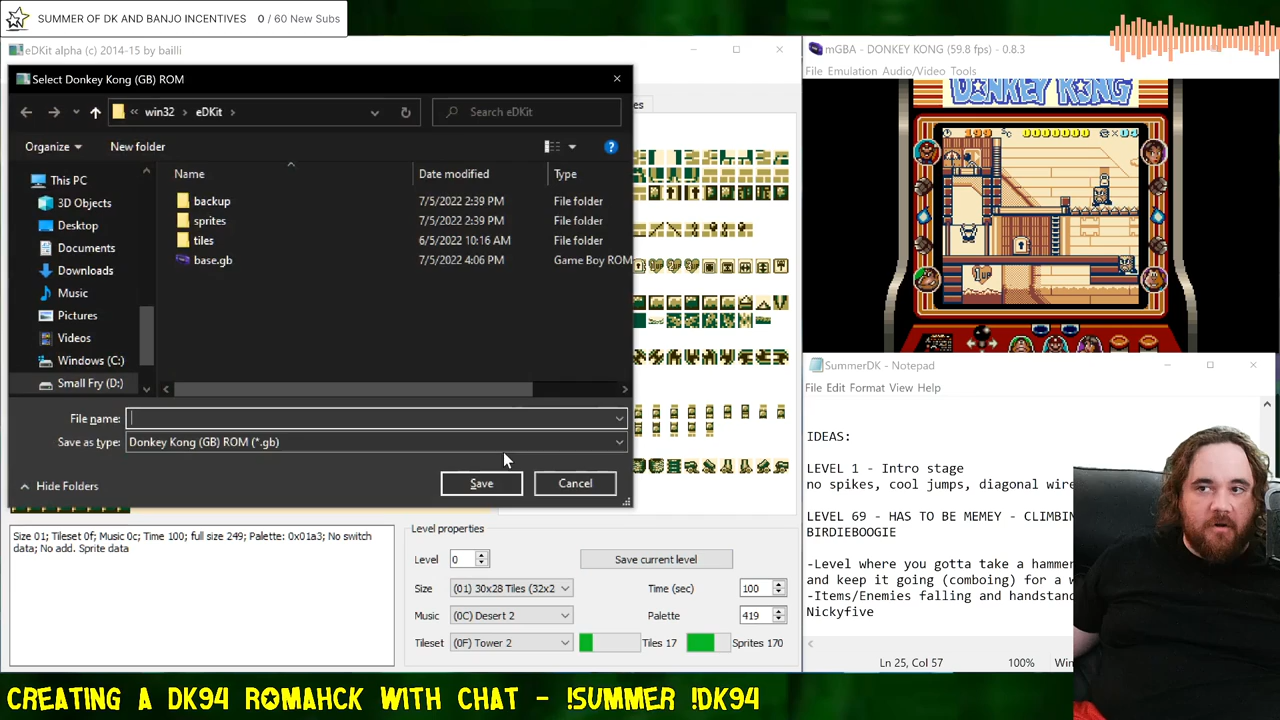 SUMMER OF DK AND BANJO INCENTIVES 0 / 60 New Subs
eDKit alpha (c) 2014-15 by bailli
Select Donkey Kong (GB) ROM
win32 eDKit
Search eDKit
Organize New folder
This PC
3D Objects
Desktop
Documents
Downloads
Music
Pictures
Videos
Windows (C:)
Small Fry (D:)
Name Date modified Type
backup 7/5/2022 2:39 PM File folder
sprites 7/5/2022 2:39 PM File folder
tiles 6/5/2022 10:16 AM File folder
base.gb 7/5/2022 4:06 PM Game Boy ROM
File name:
Save as type: Donkey Kong (GB) ROM (*.gb)
Hide Folders Save Cancel
es
Size 01; Tileset 0f; Music 0c; Time 100; full size 249; Palette: 0x01a3; No switch
data; No add. Sprite data
Level properties
Level 0 Save current level
Size (01) 30x28 Tiles (32x2 Time (sec) 100
Music (0C) Desert 2 Palette 419
Tileset (0F) Tower 2 Tiles 17 Sprites 170
mGBA - DONKEY KONG (59.8 fps) - 0.8.3
File Emulation Audio/Video Tools
DONKEY KONG
199 0000000 04
1UP
SummerDK - Notepad
File Edit Format View Help
IDEAS:
LEVEL 1 - Intro stage
no spikes, cool jumps, diagonal wire
LEVEL 69 - HAS TO BE MEMEY - CLIMBIN
BIRDIEBOOGIE
-Level where you gotta take a hammer
and keep it going (comboing) for a w
-Items/Enemies falling and handstand
Nickyfive
Ln 25, Col 57 100% Win
CREATING A DK94 ROMAHCK WITH CHAT - !SUMMER !DK94